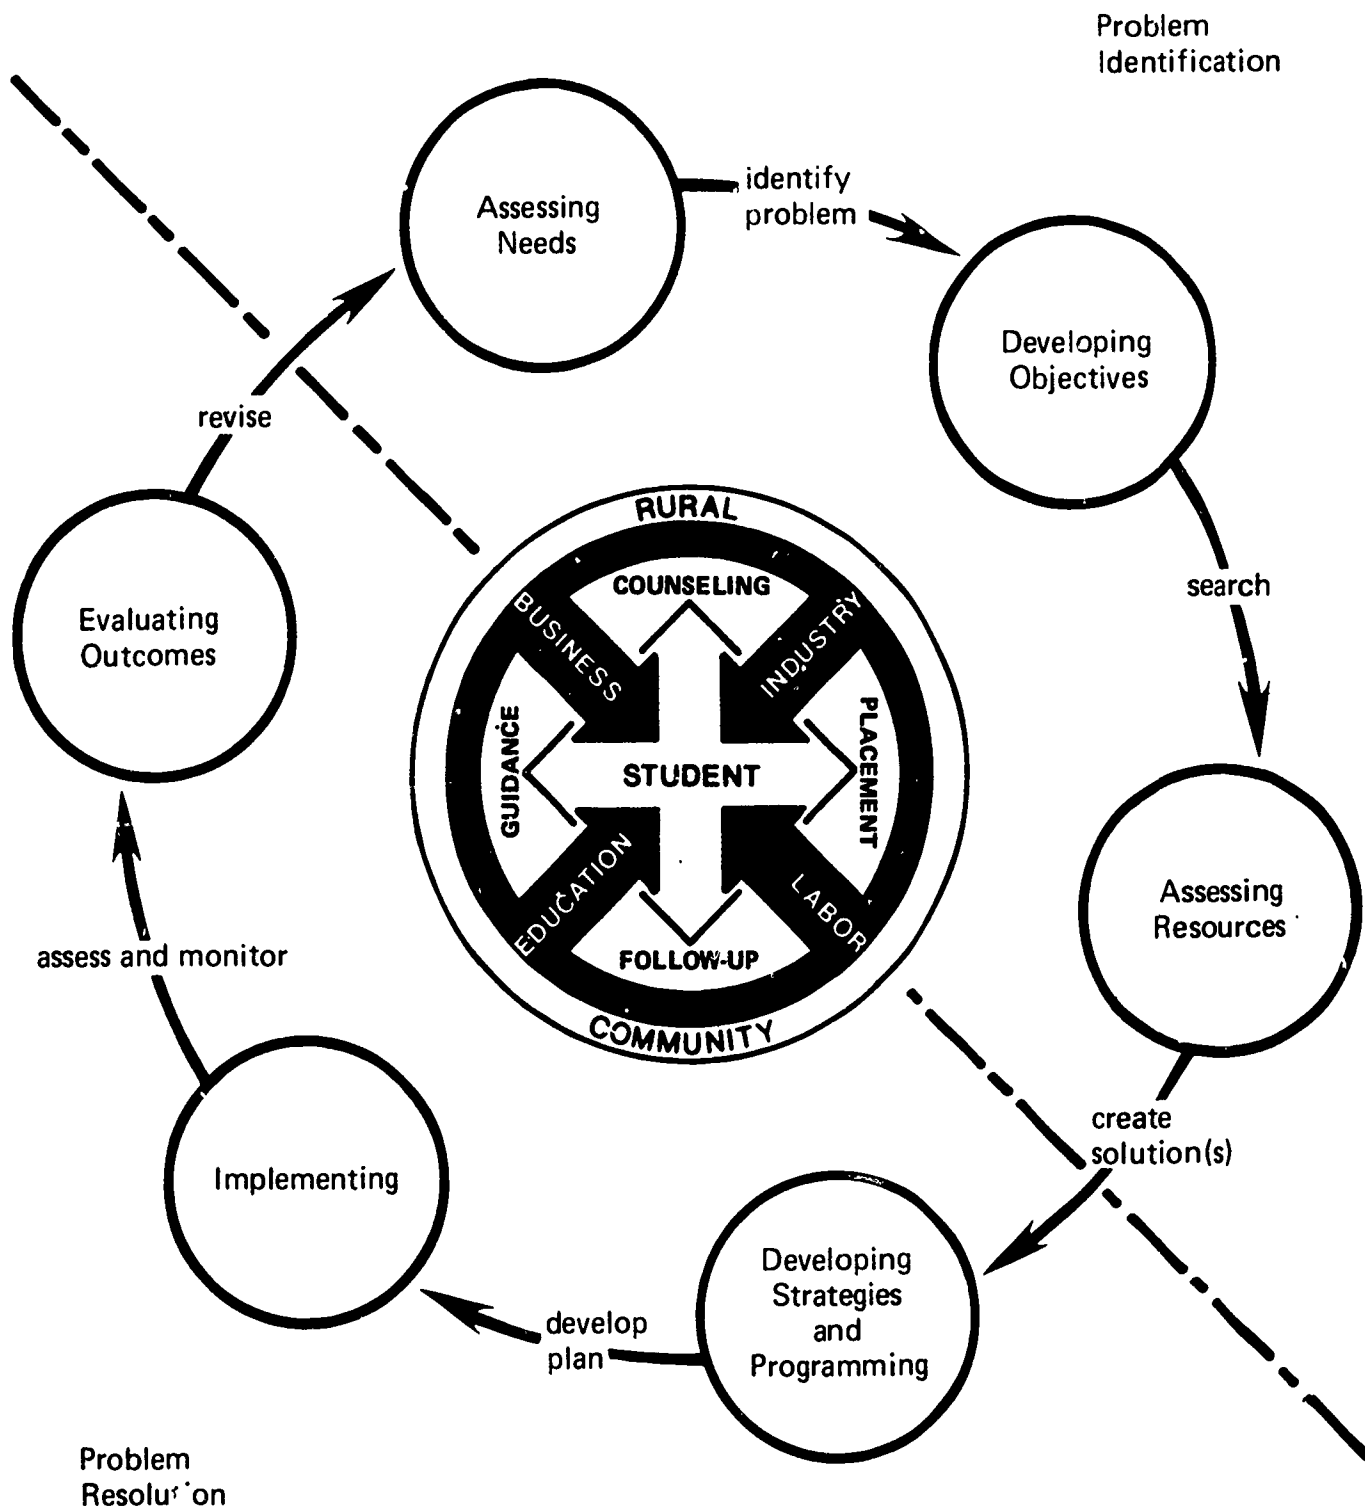 Problem
Identification
Assessing
Needs
identify
problem
Developing
Objectives
revise
search
RURAL
COUNSELING
BUSINESS
INDUSTRY
GUIDANCE
STUDENT
PLACEMENT
EDUCATION
LABOR
FOLLOW-UP
COMMUNITY
Evaluating
Outcomes
Assessing
Resources
assess and monitor
create
solution(s)
Implementing
Developing
Strategies
and
Programming
develop
plan
Problem